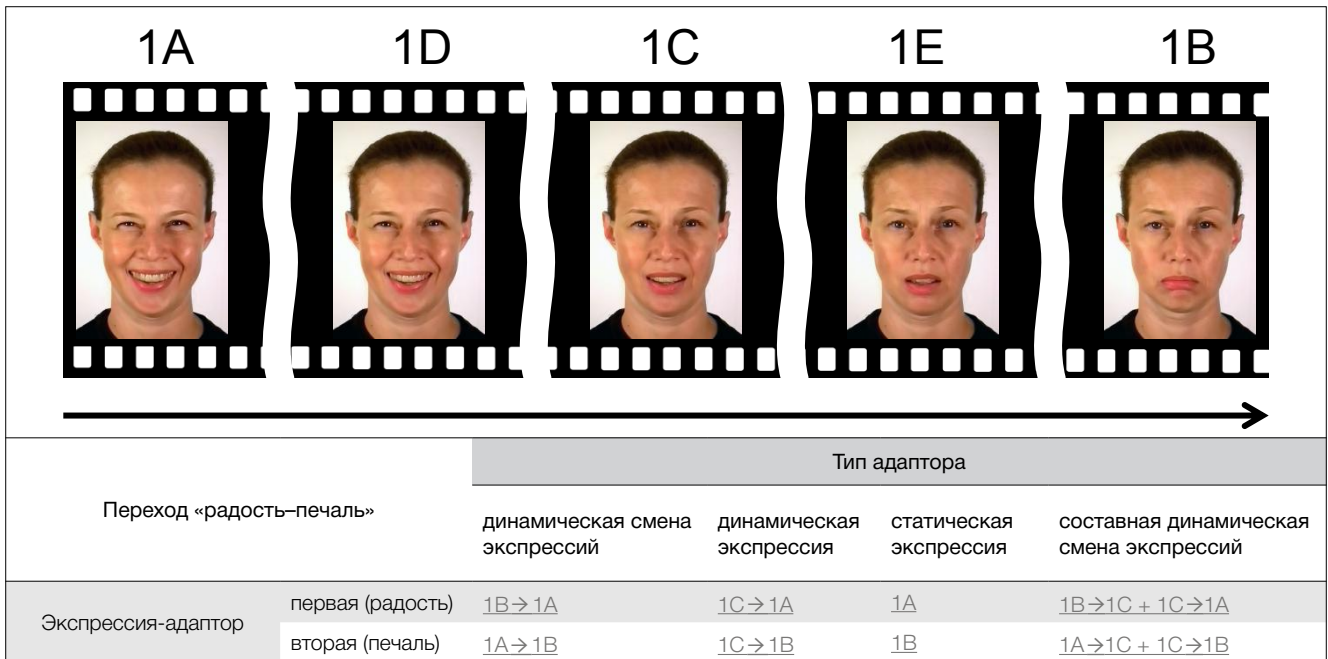 1A 1D 1C 1E 1B
Тип адаптора
Переход «радость–печаль»
динамическая смена экспрессий
динамическая экспрессия
статическая экспрессия
составная динамическая смена экспрессий
Экспрессия-адаптор
первая (радость) 1B→1A 1C→1A 1A 1B→1C + 1C→1A
вторая (печаль) 1A→1B 1C→1B 1B 1A→1C + 1C→1B